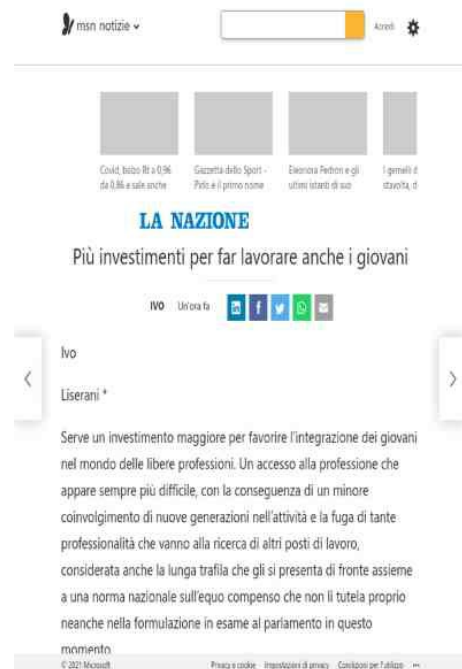 msn notizie
Accedi
Covid, balzo Rt a 0,96
da 0,86 e sale anche
Gazzetta dello Sport -
Pirlo è il primo nome
Eleonora Pedron e gli
ultimi istanti di suo
I gemelli d
stavolta, d
LA NAZIONE
Più investimenti per far lavorare anche i giovani
IVO Un'ora fa
Ivo
Liserani *
Serve un investimento maggiore per favorire l'integrazione dei giovani
nel mondo delle libere professioni. Un accesso alla professione che
appare sempre più difficile, con la conseguenza di un minore
coinvolgimento di nuove generazioni nell'attività e la fuga di tante
professionalità che vanno alla ricerca di altri posti di lavoro,
considerata anche la lunga trafila che gli si presenta di fronte assieme
a una norma nazionale sull'equo compenso che non li tutela proprio
neanche nella formulazione in esame al parlamento in questo
momento
© 2021 Microsoft Privacy e cookie Impostazioni di privacy Condizioni per l'utilizzo